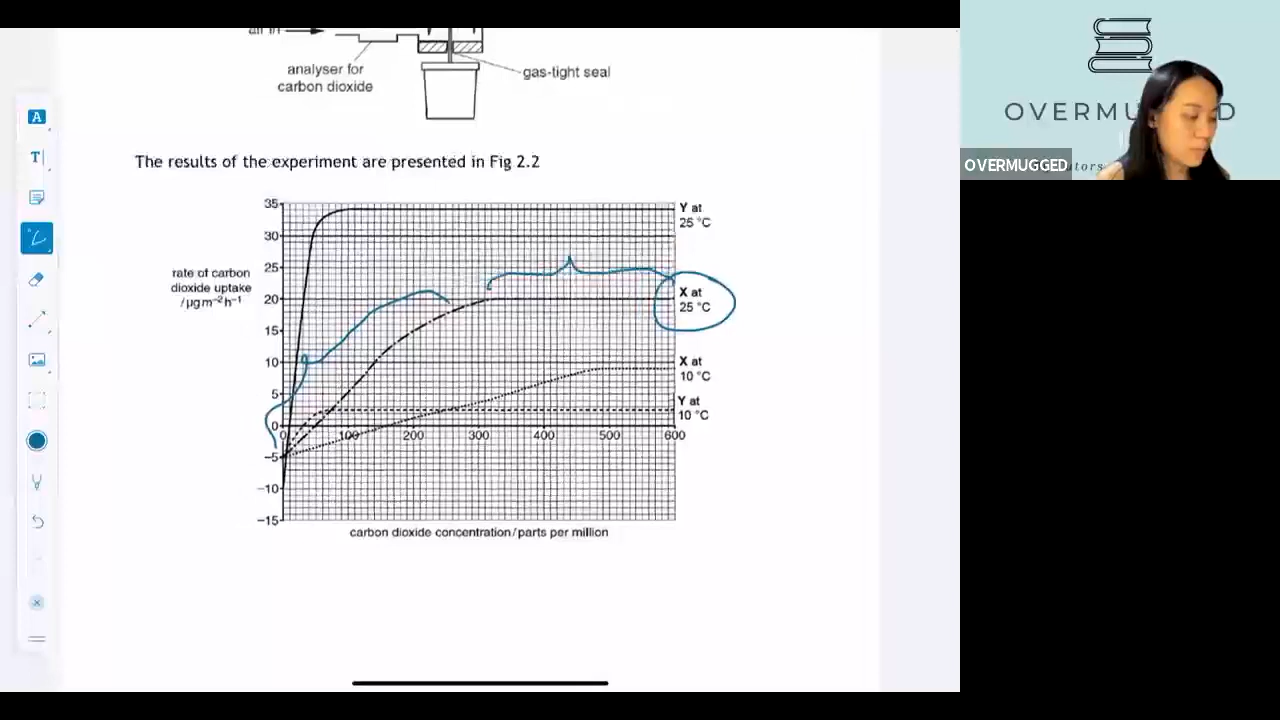 air in
analyser for
carbon dioxide
gas-tight seal
The results of the experiment are presented in Fig 2.2
rate of carbon
dioxide uptake
/µg m⁻² h⁻¹
35
30
25
20
15
10
5
0
−5
−10
−15
0 100 200 300 400 500 600
Y at
25 °C
X at
25 °C
X at
10 °C
Y at
10 °C
carbon dioxide concentration/parts per million
A
T
OVERMUGGED